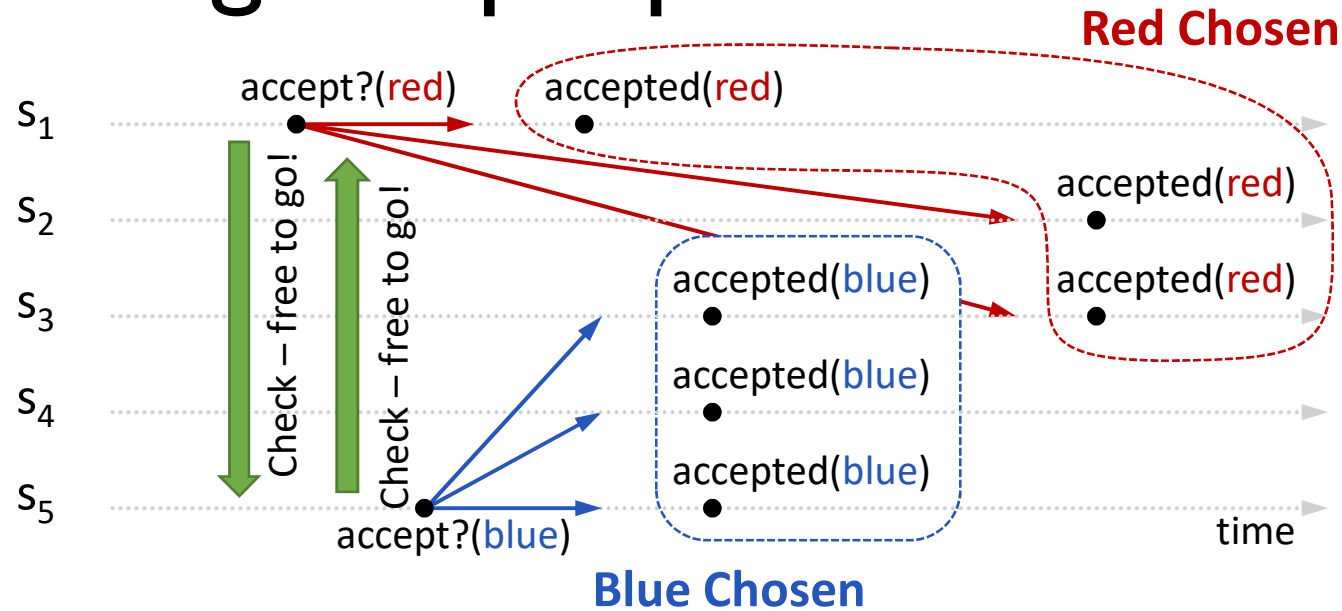 Red Chosen
accept?(red)
accepted(red)
S1
accepted(red)
S2
accepted(blue)
accepted(red)
S3
Check – free to go!
Check – free to go!
accepted(blue)
S4
accepted(blue)
S5
accept?(blue)
time
Blue Chosen